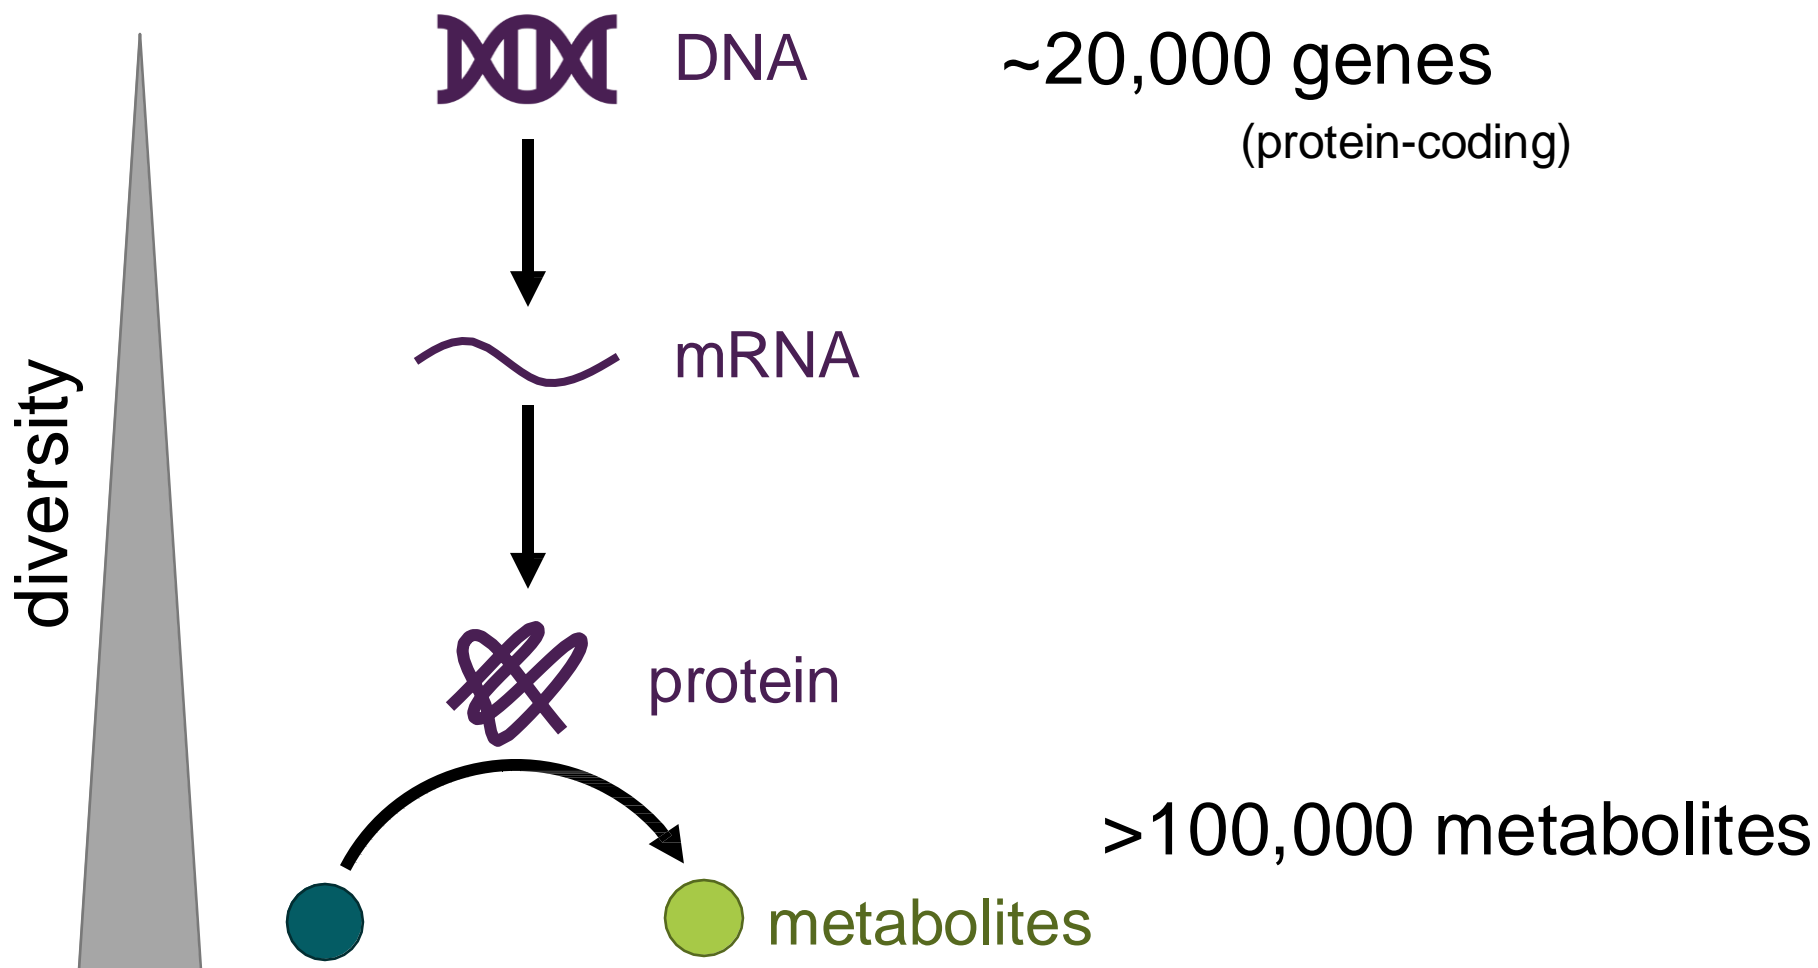 DNA
~20,000 genes
(protein-coding)
mRNA
diversity
protein
>100,000 metabolites
metabolites